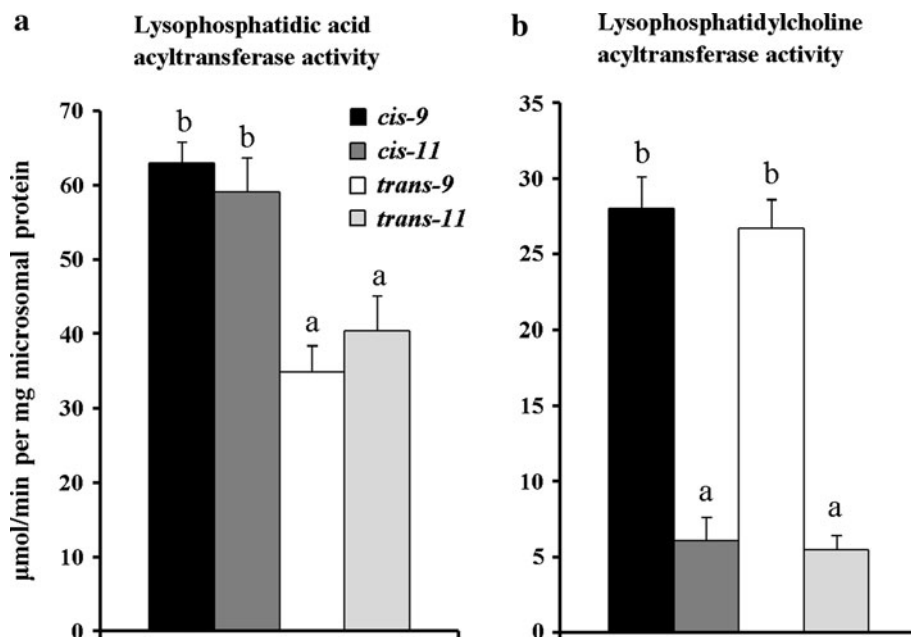 a
Lysophosphatidic acid
acyltransferase activity
b
Lysophosphatidylcholine
acyltransferase activity
µmol/min per mg microsomal protein
70
60
50
40
30
20
10
0
b
b
a
a
cis-9
cis-11
trans-9
trans-11
35
30
25
20
15
10
5
0
b
a
b
a